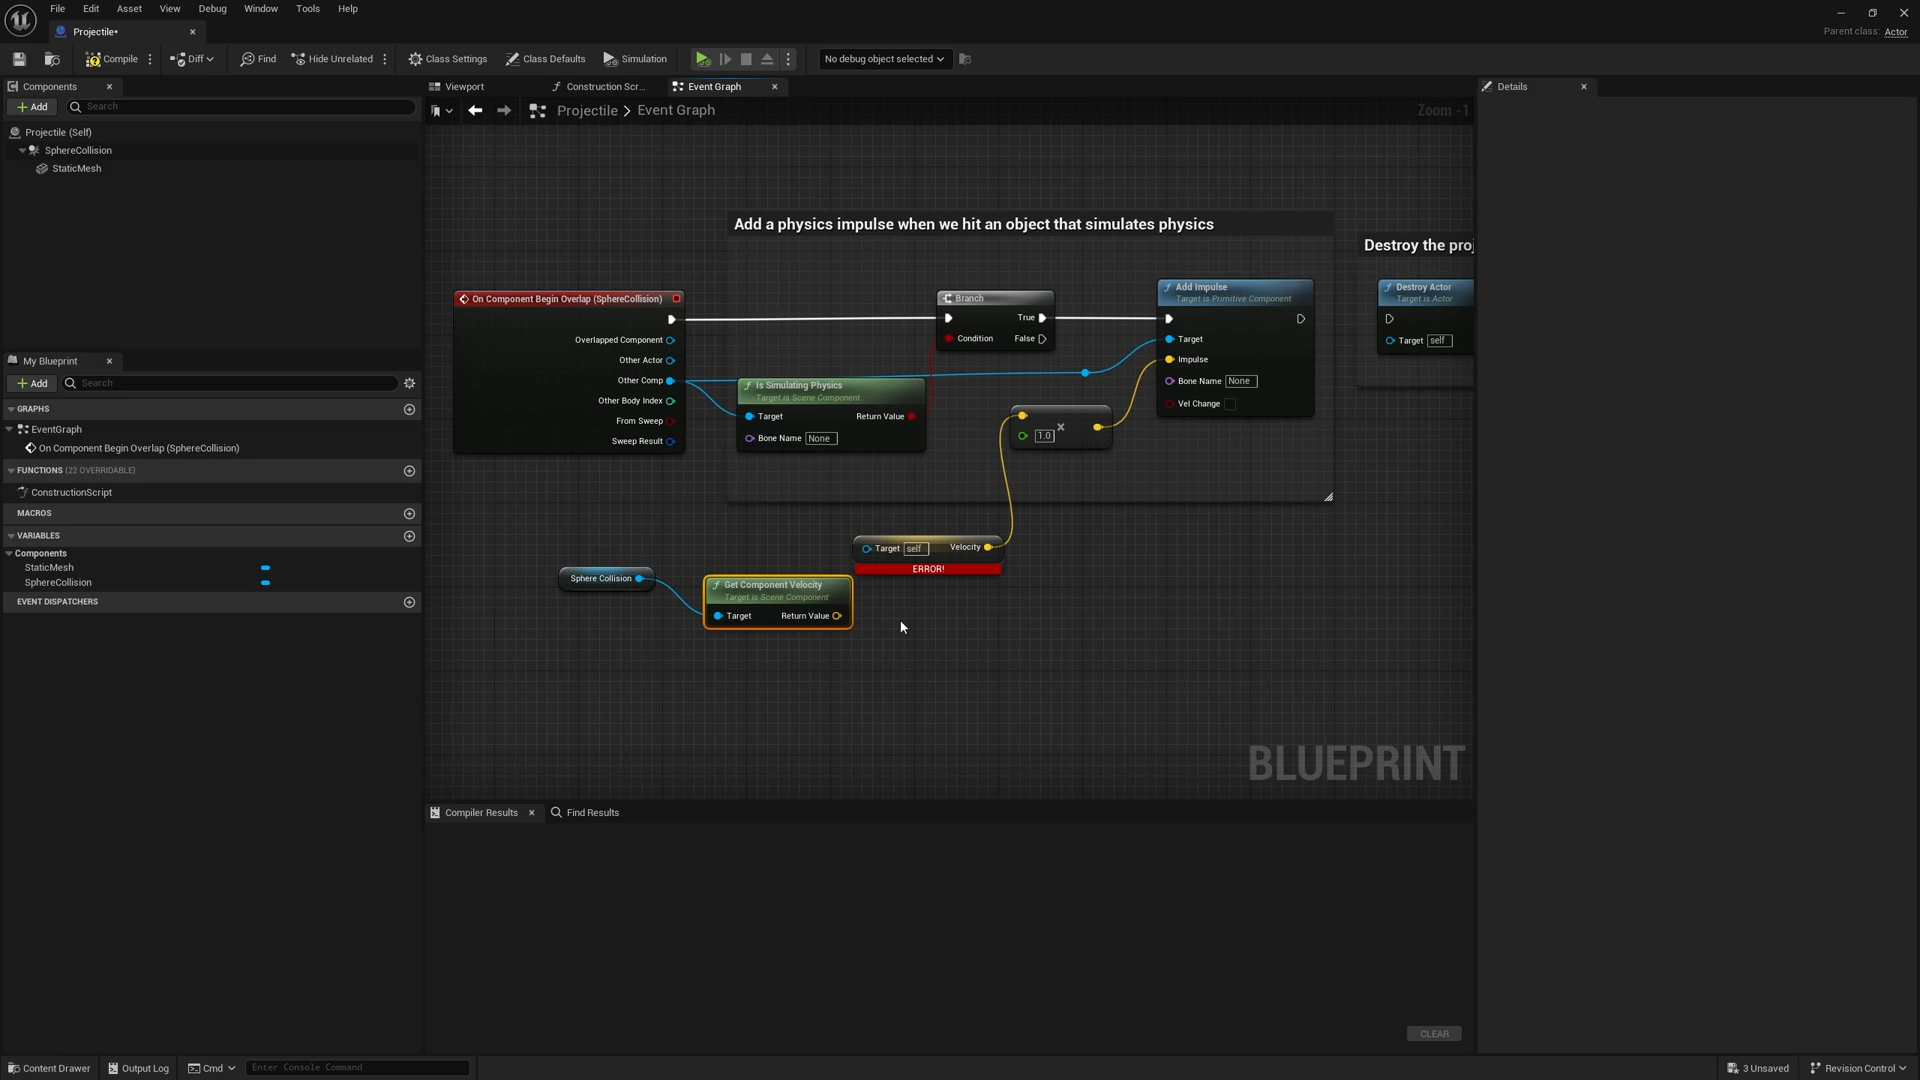 File Edit Asset View Debug Window Tools Help
Projectile*
Parent class: Actor
Compile Diff Find Hide Unrelated Class Settings Class Defaults Simulation No debug object selected
Components
Add Search
Projectile (Self)
SphereCollision
StaticMesh
My Blueprint
Add Search
GRAPHS
EventGraph
On Component Begin Overlap (SphereCollision)
FUNCTIONS (22 OVERRIDABLE)
ConstructionScript
MACROS
VARIABLES
Components
StaticMesh
SphereCollision
EVENT DISPATCHERS
Viewport Construction Scr... Event Graph
Projectile > Event Graph Zoom -1
Add a physics impulse when we hit an object that simulates physics
Destroy the proj
On Component Begin Overlap (SphereCollision)
Overlapped Component
Other Actor
Other Comp
Other Body Index
From Sweep
Sweep Result
Is Simulating Physics
Target is Scene Component
Target Return Value
Bone Name None
Branch
True
Condition False
1.0 ×
Add Impulse
Target is Primitive Component
Target
Impulse
Bone Name None
Vel Change
Destroy Actor
Target is Actor
Target self
Target self Velocity
ERROR!
Sphere Collision
Get Component Velocity
Target is Scene Component
Target Return Value
BLUEPRINT
Details
Compiler Results Find Results
CLEAR
Content Drawer Output Log Cmd Enter Console Command 3 Unsaved Revision Control